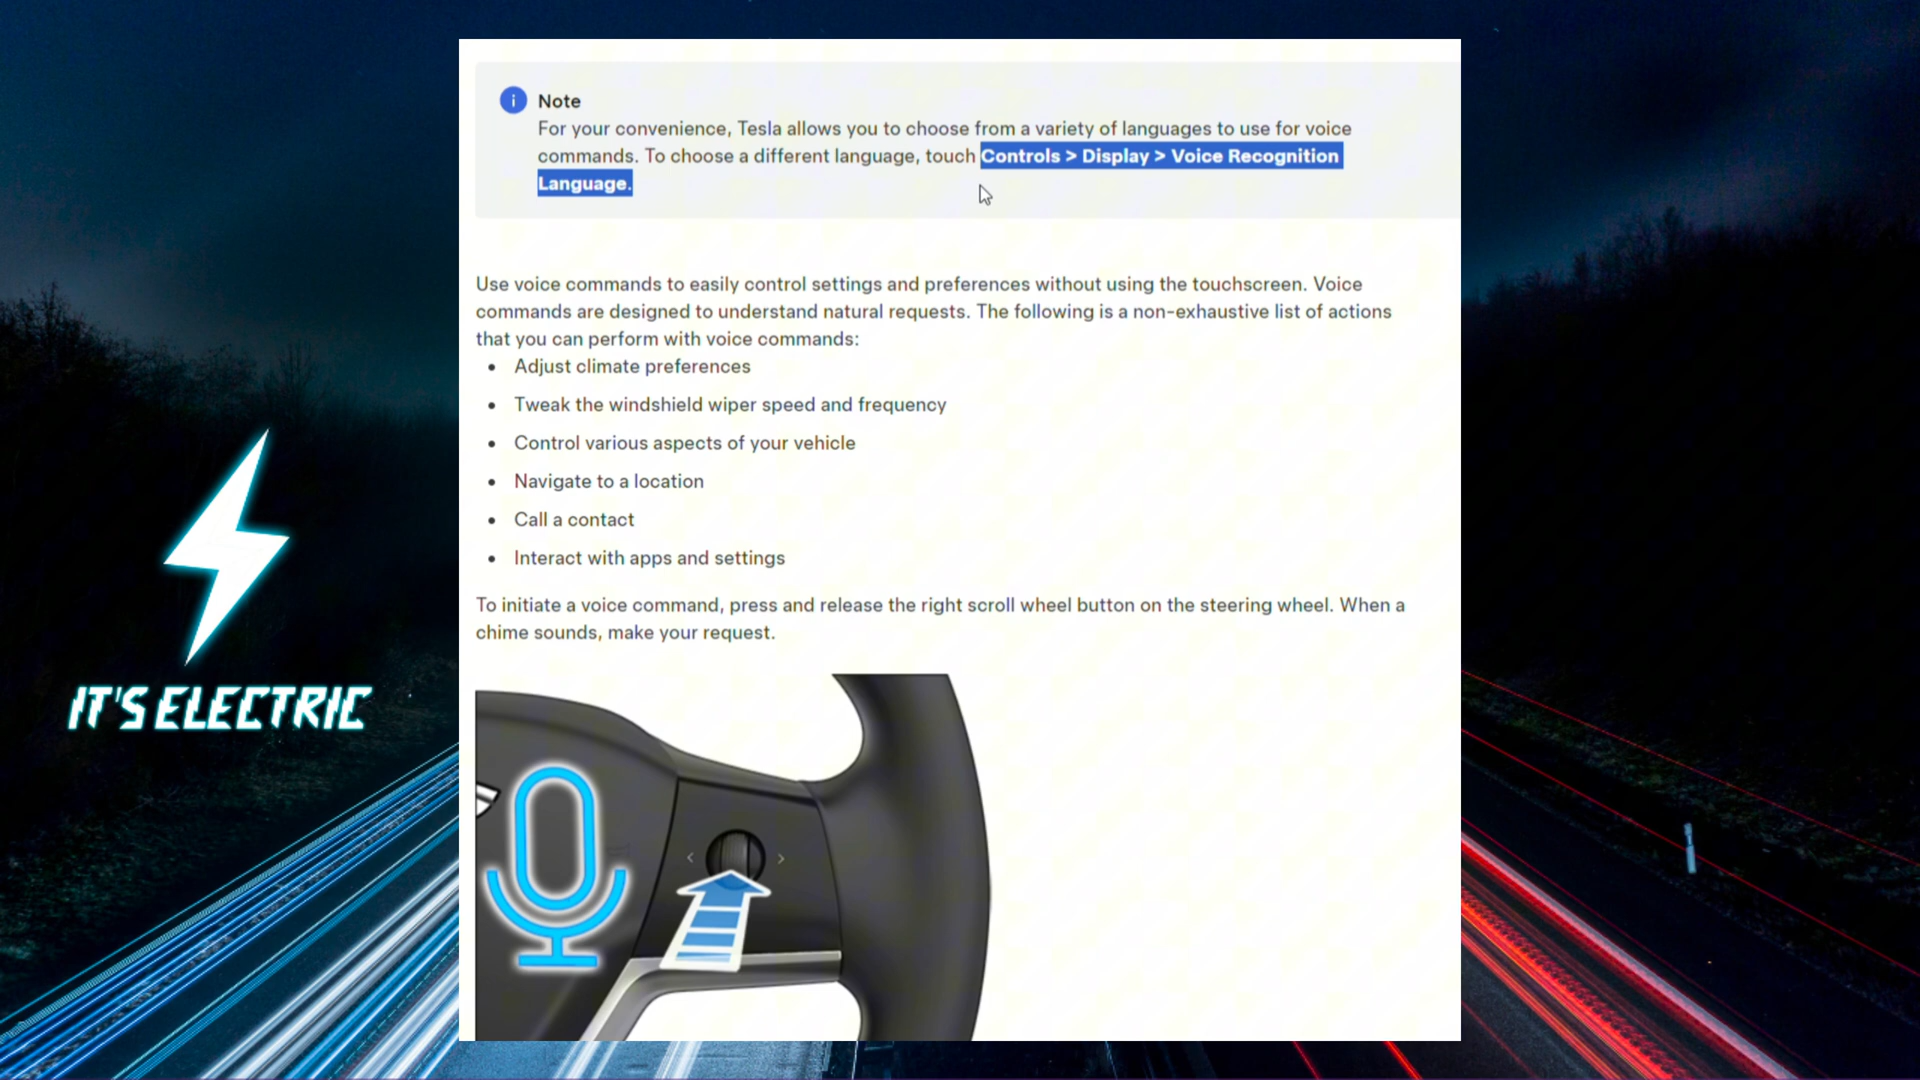 Note
For your convenience, Tesla allows you to choose from a variety of languages to use for voice
commands. To choose a different language, touch Controls > Display > Voice Recognition
Language.
Use voice commands to easily control settings and preferences without using the touchscreen. Voice
commands are designed to understand natural requests. The following is a non-exhaustive list of actions
that you can perform with voice commands:
• Adjust climate preferences
• Tweak the windshield wiper speed and frequency
• Control various aspects of your vehicle
• Navigate to a location
• Call a contact
• Interact with apps and settings
To initiate a voice command, press and release the right scroll wheel button on the steering wheel. When a
chime sounds, make your request.
IT'S ELECTRIC